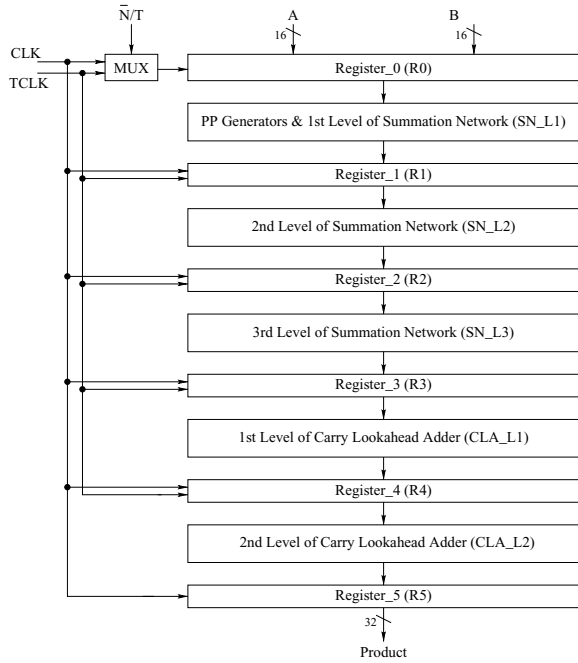 N̄/T
A
B
CLK
16
16
MUX
Register_0 (R0)
TCLK
PP Generators & 1st Level of Summation Network (SN_L1)
Register_1 (R1)
2nd Level of Summation Network (SN_L2)
Register_2 (R2)
3rd Level of Summation Network (SN_L3)
Register_3 (R3)
1st Level of Carry Lookahead Adder (CLA_L1)
Register_4 (R4)
2nd Level of Carry Lookahead Adder (CLA_L2)
Register_5 (R5)
32
Product